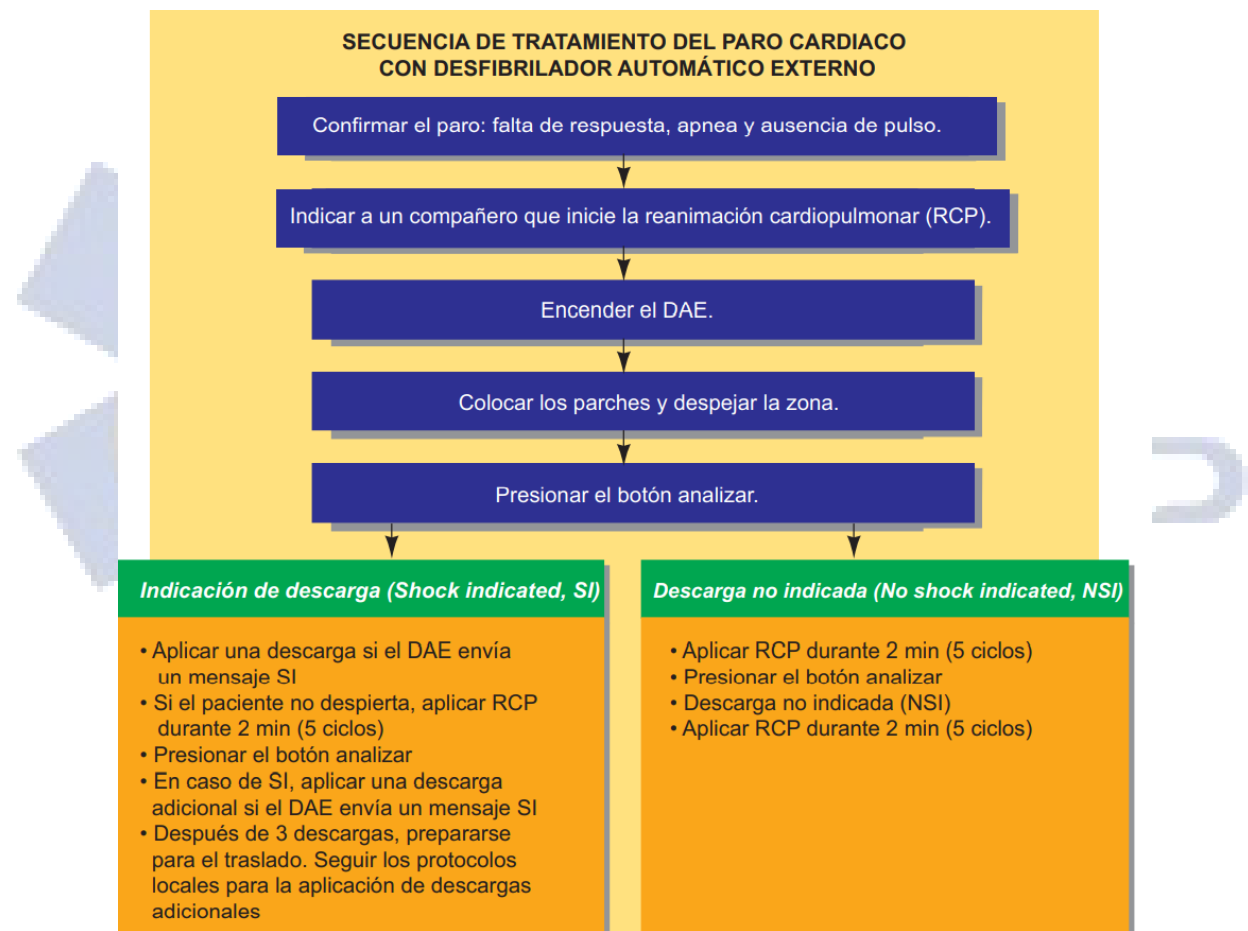 SECUENCIA DE TRATAMIENTO DEL PARO CARDIACO
CON DESFIBRILADOR AUTOMÁTICO EXTERNO
Confirmar el paro: falta de respuesta, apnea y ausencia de pulso.
Indicar a un compañero que inicie la reanimación cardiopulmonar (RCP).
Encender el DAE.
Colocar los parches y despejar la zona.
Presionar el botón analizar.
Indicación de descarga (Shock indicated, SI)
• Aplicar una descarga si el DAE envía
un mensaje SI
• Si el paciente no despierta, aplicar RCP
durante 2 min (5 ciclos)
• Presionar el botón analizar
• En caso de SI, aplicar una descarga
adicional si el DAE envía un mensaje SI
• Después de 3 descargas, prepararse
para el traslado. Seguir los protocolos
locales para la aplicación de descargas
adicionales
Descarga no indicada (No shock indicated, NSI)
• Aplicar RCP durante 2 min (5 ciclos)
• Presionar el botón analizar
• Descarga no indicada (NSI)
• Aplicar RCP durante 2 min (5 ciclos)